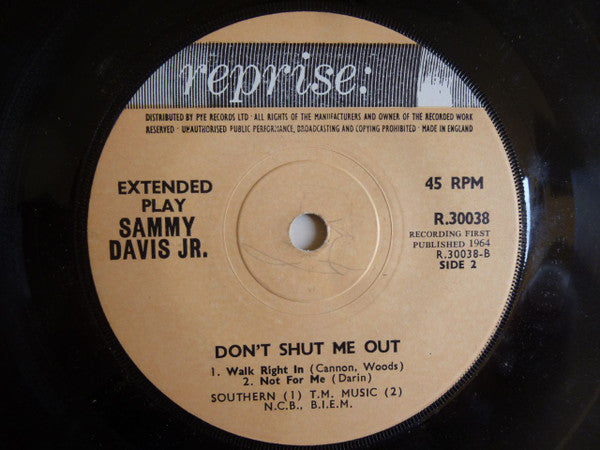 reprise:
DISTRIBUTED BY PYE RECORDS LTD · ALL RIGHTS OF THE MANUFACTURERS AND OWNER OF THE RECORDED WORK
RESERVED · UNAUTHORISED PUBLIC PERFORMANCE, BROADCASTING AND COPYING PROHIBITED · MADE IN ENGLAND
EXTENDED
PLAY
SAMMY
DAVIS JR.
45 RPM
R.30038
RECORDING FIRST
PUBLISHED 1964
R.30038-B
SIDE 2
DON'T SHUT ME OUT
1. Walk Right In (Cannon, Woods)
2. Not For Me (Darin)
SOUTHERN (1) T.M. MUSIC (2)
N.C.B., B.I.E.M.